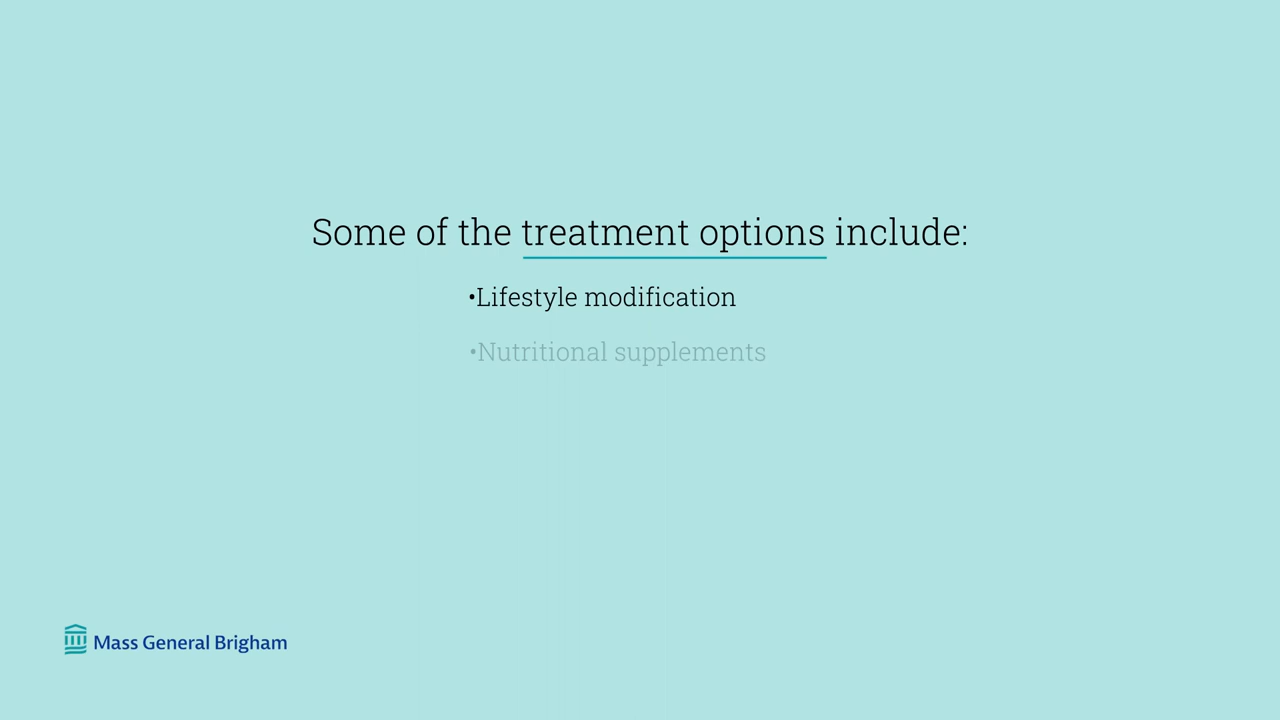 Some of the treatment options include:
•Lifestyle modification
•Nutritional supplements
Mass General Brigham